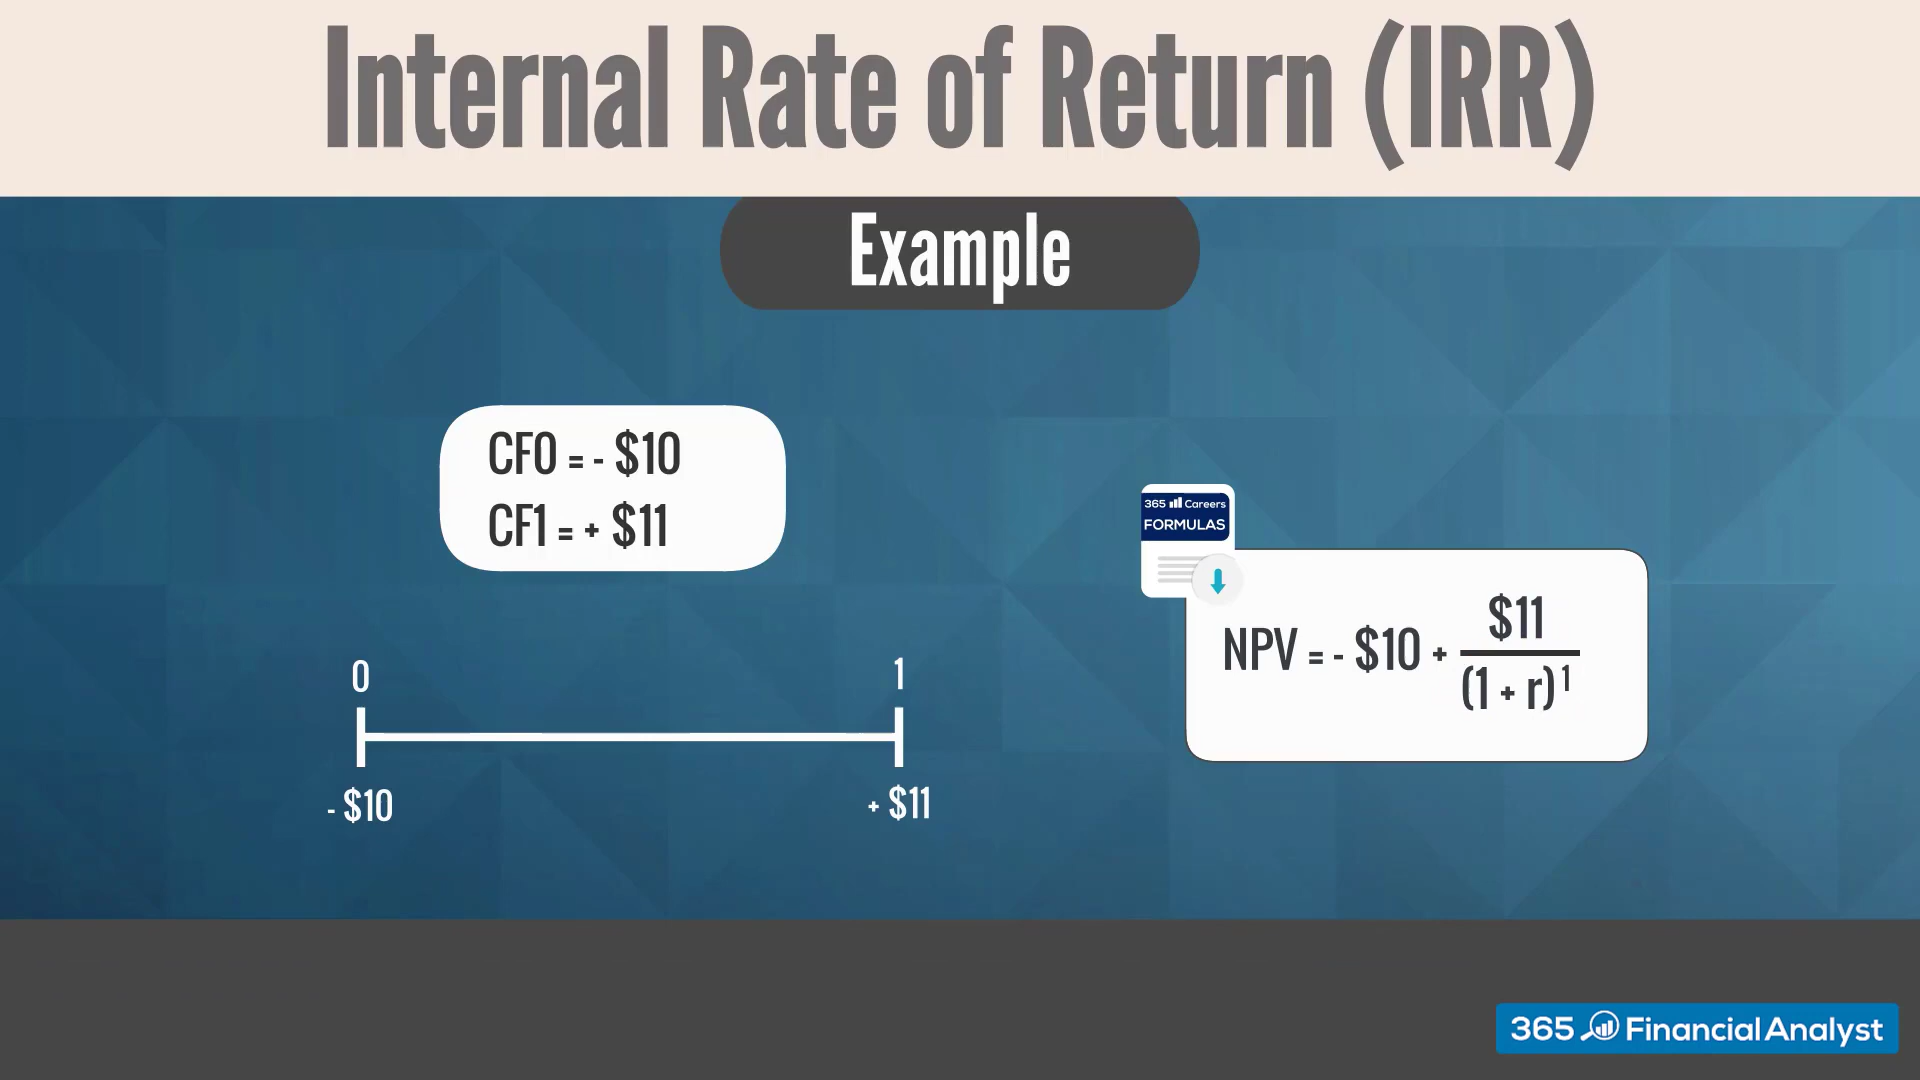 Internal Rate of Return (IRR)
Example
CF0 = - $10
CF1 = + $11
365 Careers
FORMULAS
NPV = - $10 + $11 / (1 + r)¹
0 1
- $10 + $11
365 Financial Analyst